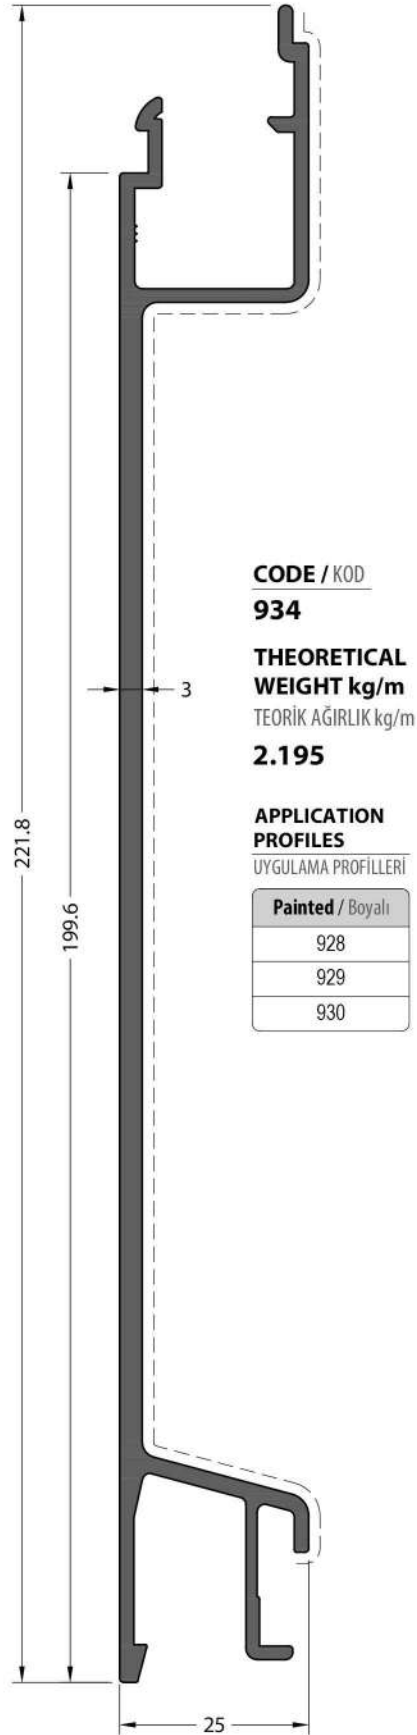 CODE / KOD
934
THEORETICAL
WEIGHT kg/m
TEORİK AĞIRLIK kg/m
2.195
3
APPLICATION
PROFILES
UYGULAMA PROFİLLERİ
221.8
199.6
Painted / Boyalı
928
929
930
25